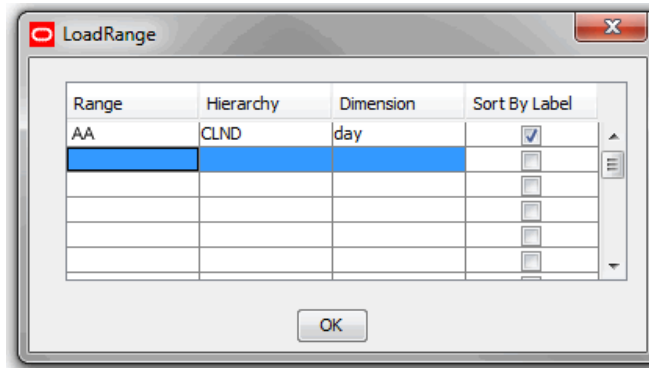 LoadRange
Range Hierarchy Dimension Sort By Label
AA CLND day
OK